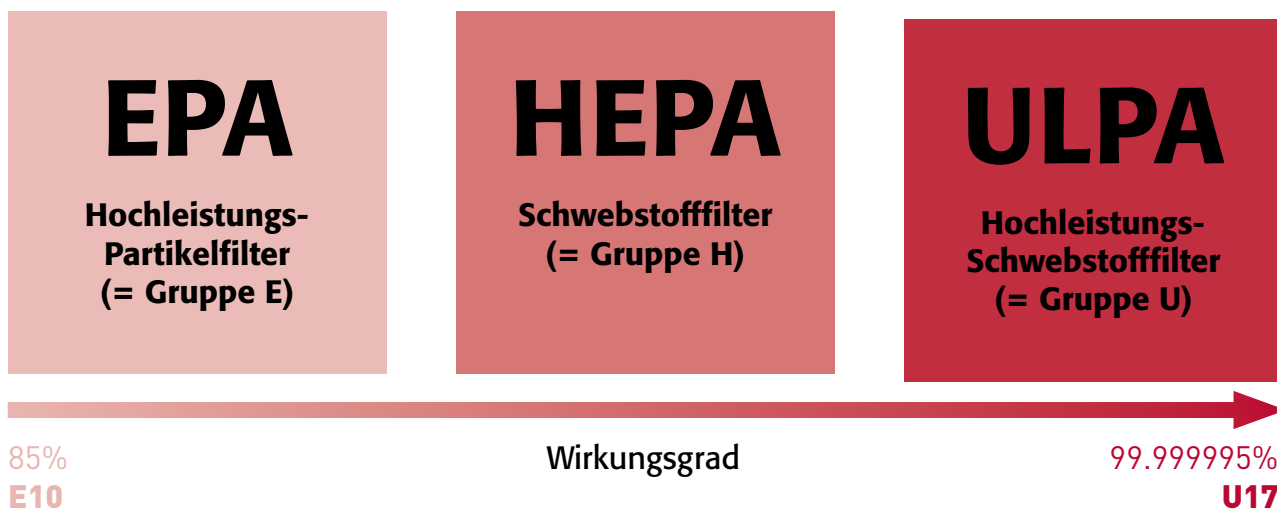 EPA
Hochleistungs-
Partikelfilter
(= Gruppe E)
HEPA
Schwebstofffilter
(= Gruppe H)
ULPA
Hochleistungs-
Schwebstofffilter
(= Gruppe U)
85%
E10
Wirkungsgrad
99.999995%
U17